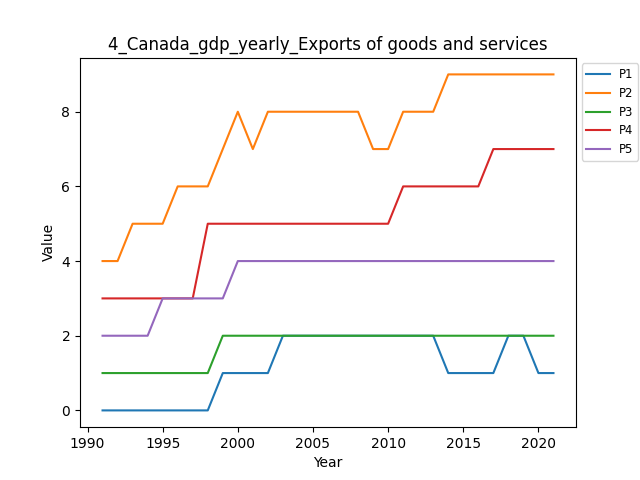 4_Canada_gdp_yearly_Exports of goods and services
P1
P2
P3
P4
P5
Value
8
6
4
2
0
1990 1995 2000 2005 2010 2015 2020
Year